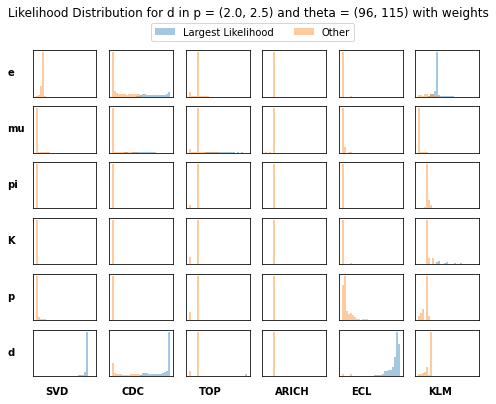 Likelihood Distribution for d in p = (2.0, 2.5) and theta = (96, 115) with weights
Largest Likelihood Other
e
mu
pi
K
p
d
SVD CDC TOP ARICH ECL KLM